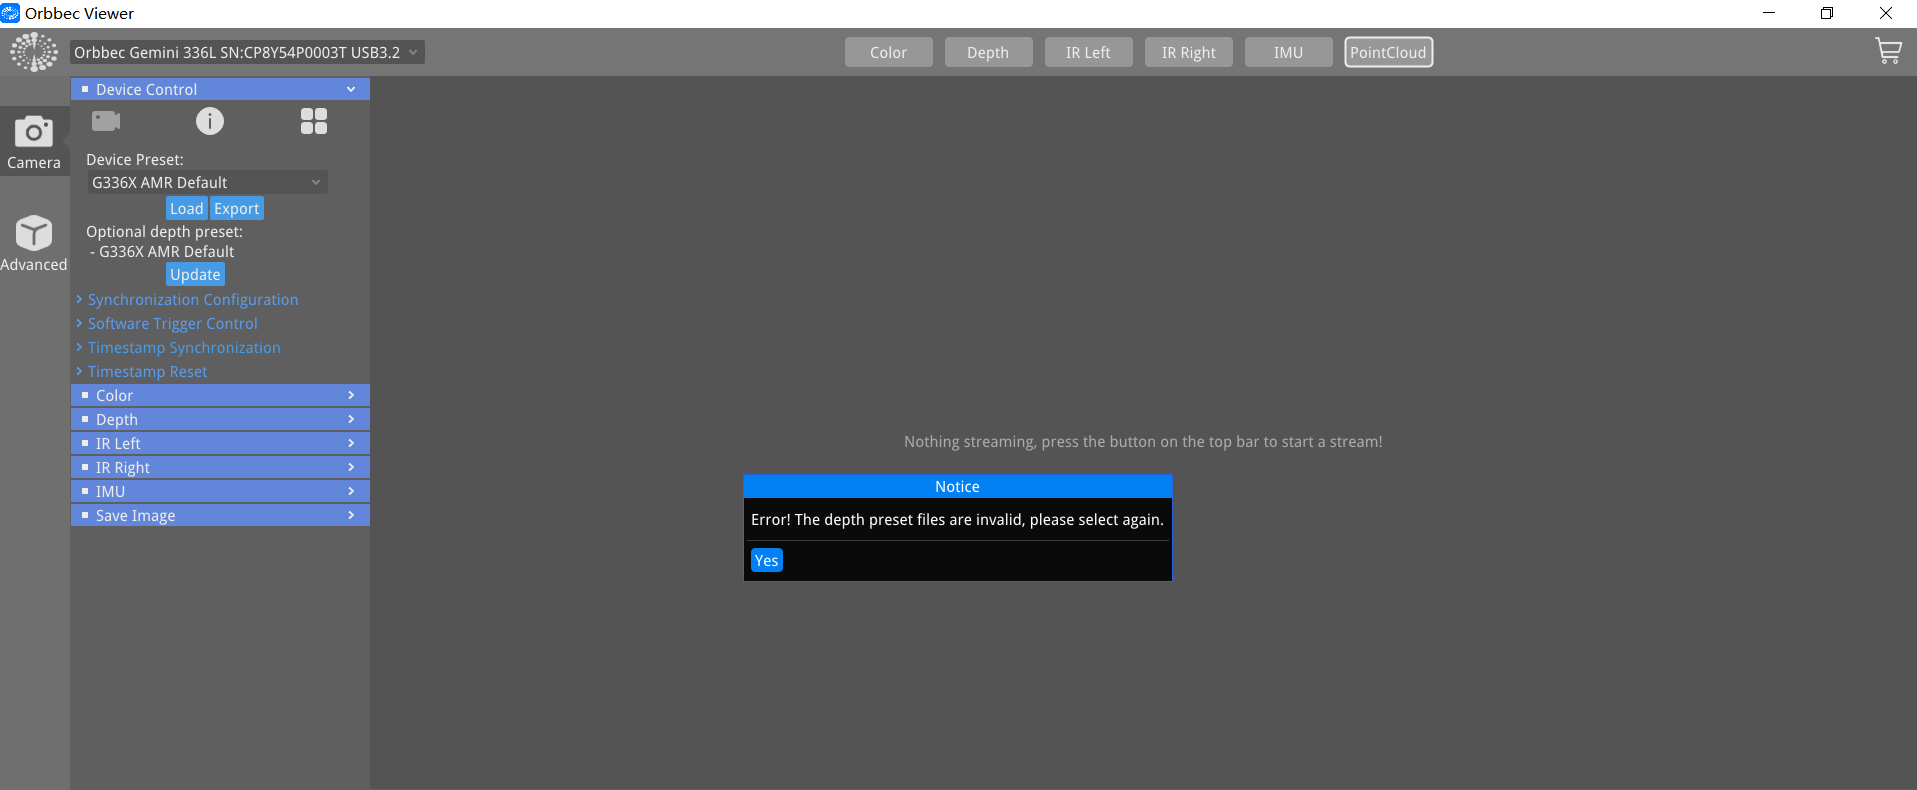 Orbbec Viewer
Orbbec Gemini 336L SN:CP8Y54P0003T USB3.2
Color
Depth
IR Left
IR Right
IMU
PointCloud
Device Control
Camera
Advanced
Device Preset:
G336X AMR Default
Load Export
Optional depth preset:
- G336X AMR Default
Update
Synchronization Configuration
Software Trigger Control
Timestamp Synchronization
Timestamp Reset
Color
Depth
IR Left
IR Right
IMU
Save Image
Nothing streaming, press the button on the top bar to start a stream!
Notice
Error! The depth preset files are invalid, please select again.
Yes